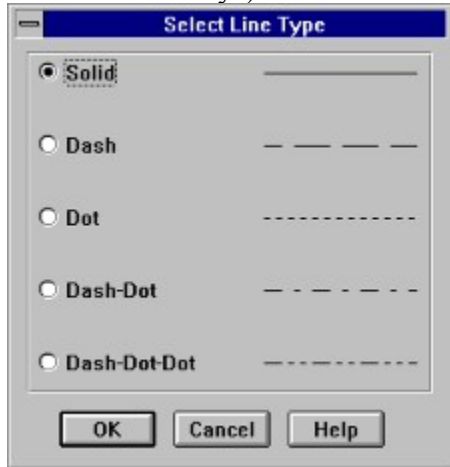 Select Line Type
Solid
Dash
Dot
Dash-Dot
Dash-Dot-Dot
OK Cancel Help